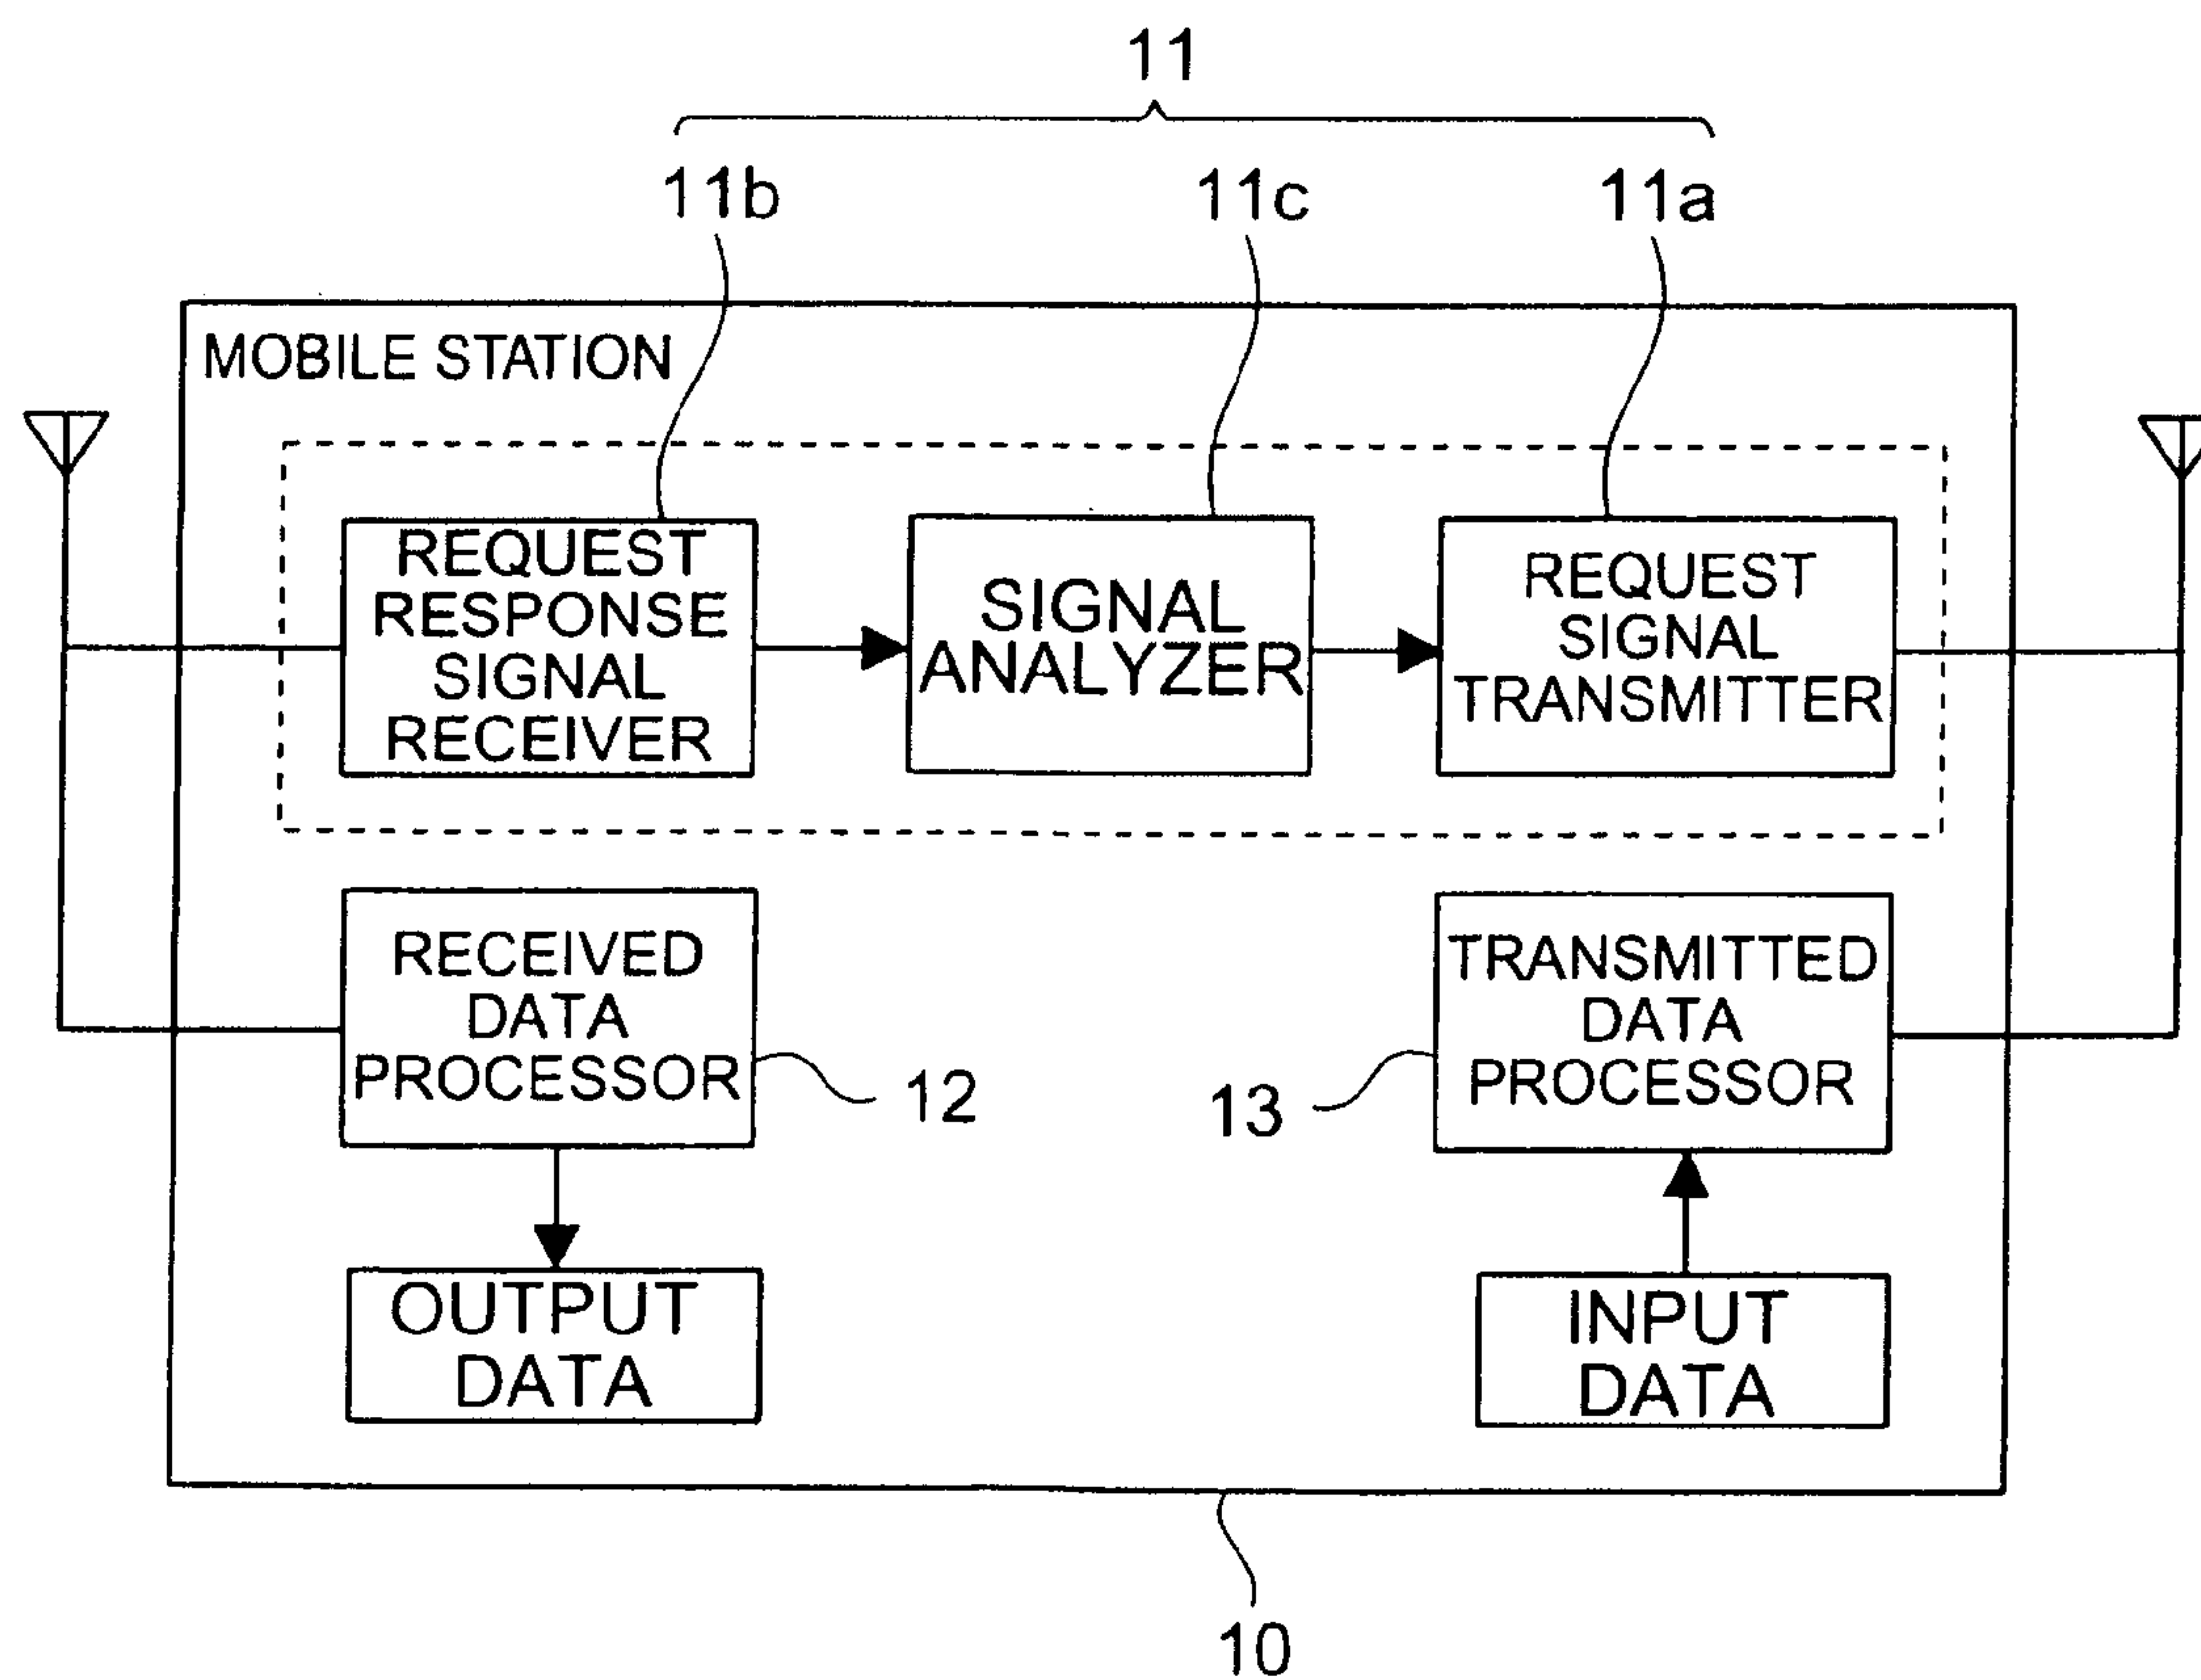 11
11b
11c
11a
MOBILE STATION
REQUEST
RESPONSE
SIGNAL
RECEIVER
SIGNAL
ANALYZER
REQUEST
SIGNAL
TRANSMITTER
RECEIVED
DATA
PROCESSOR
12
13
TRANSMITTED
DATA
PROCESSOR
OUTPUT
DATA
INPUT
DATA
10